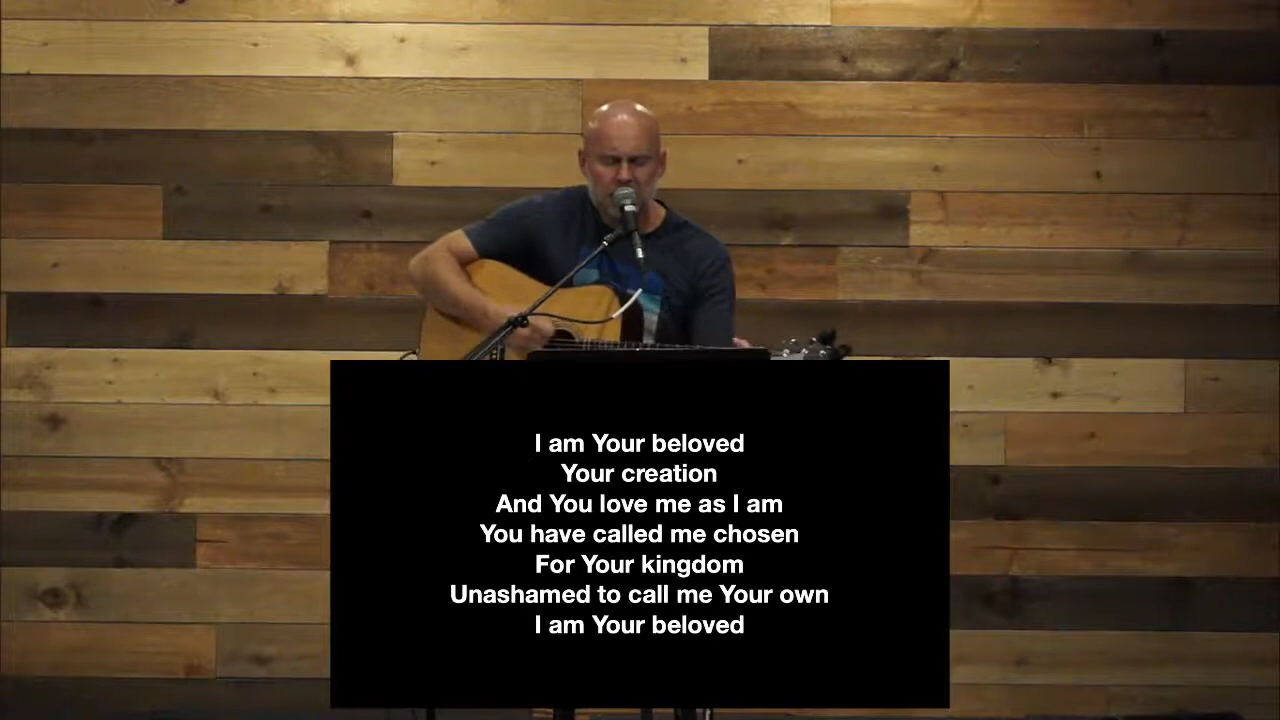 I am Your beloved
Your creation
And You love me as I am
You have called me chosen
For Your kingdom
Unashamed to call me Your own
I am Your beloved